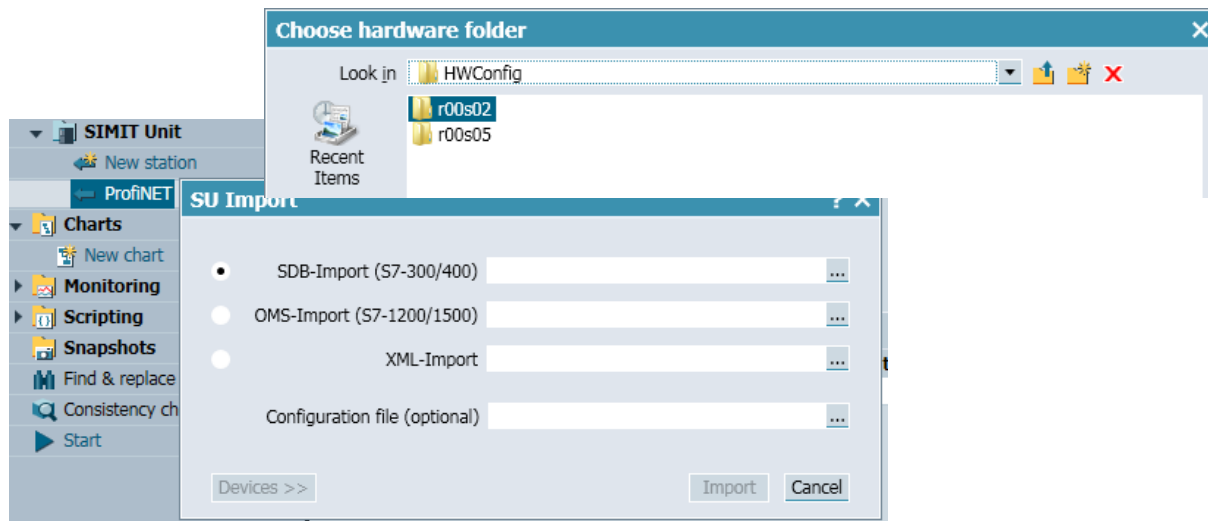 Choose hardware folder
Look in HWConfig
r00s02
r00s05
Recent
Items
SIMIT Unit
New station
ProfiNET
Charts
New chart
Monitoring
Scripting
Snapshots
Find & replace
Consistency ch
Start
SU Import
SDB-Import (S7-300/400) ...
OMS-Import (S7-1200/1500) ...
XML-Import ...
Configuration file (optional) ...
Devices >>
Import Cancel